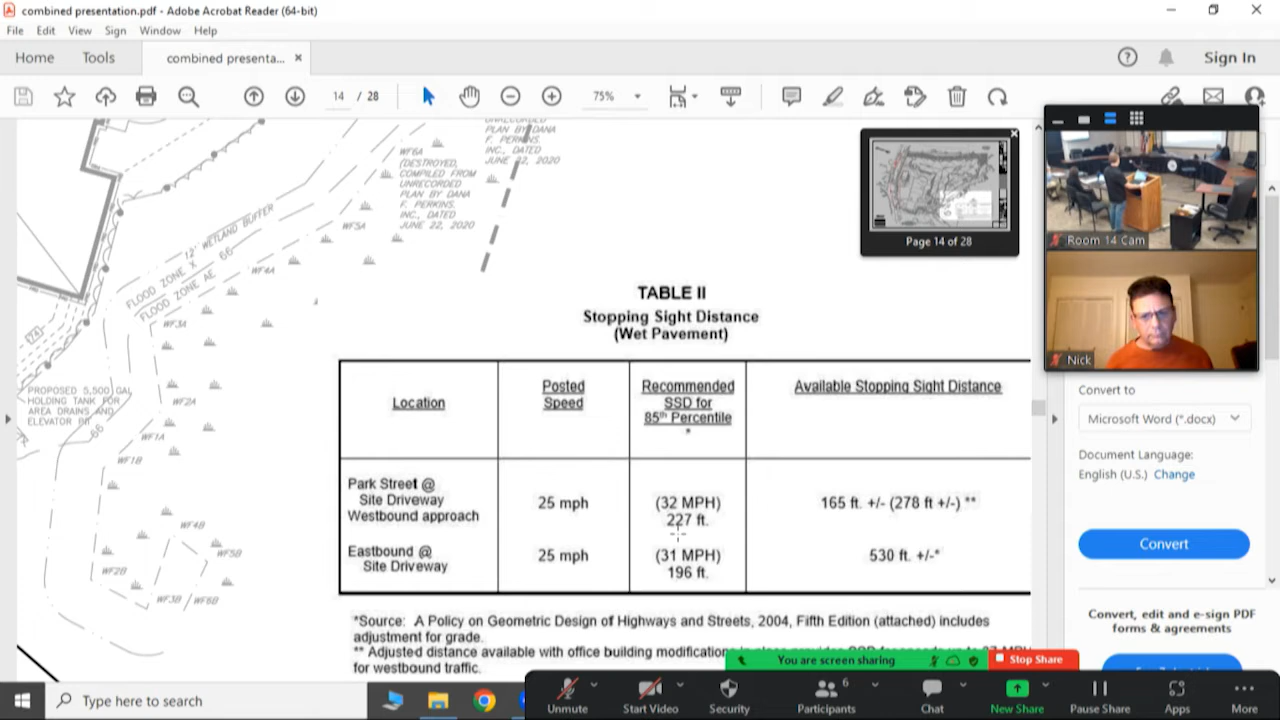 combined presentation.pdf - Adobe Acrobat Reader (64-bit)
File Edit View Sign Window Help
Home Tools combined presenta... × Sign In
14 / 28 75%
UNRECORDED
PLAN BY DANA
F. PERKINS,
INC., DATED
JUNE 22, 2020
WF6A
(DESTROYED,
COMPILED FROM
UNRECORDED
PLAN BY DANA
F. PERKINS,
INC., DATED
JUNE 22, 2020
WF5A
12' WETLAND BUFFER
FLOOD ZONE X
FLOOD ZONE AE
66
WF4A
WF3A
74
PROPOSED 5,500 GAL
HOLDING TANK FOR
AREA DRAINS AND
ELEVATOR PIT
66
WF2A
WF1A
WF1B
WF4B
WF5B
WF2B
WF3B
WF6B
Page 14 of 28
Room 14 Cam
Nick
TABLE II
Stopping Sight Distance
(Wet Pavement)
Location
Posted
Speed
Recommended
SSD for
85th Percentile
*
Available Stopping Sight Distance
Park Street @
Site Driveway
Westbound approach
25 mph
(32 MPH)
227 ft.
165 ft. +/- (278 ft +/-) **
Eastbound @
Site Driveway
25 mph
(31 MPH)
196 ft.
530 ft. +/-*
*Source: A Policy on Geometric Design of Highways and Streets, 2004, Fifth Edition (attached) includes
adjustment for grade.
** Adjusted distance available with office building modifications
for westbound traffic.
Convert to
Microsoft Word (*.docx)
Document Language:
English (U.S.) Change
Convert
Convert, edit and e-sign PDF
forms & agreements
You are screen sharing Stop Share
Type here to search
Unmute Start Video Security Participants 6 Chat New Share Pause Share Apps More